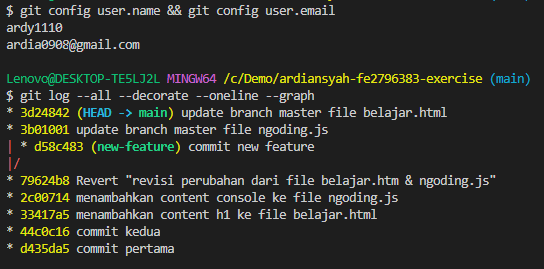 $ git config user.name && git config user.email
ardy1110
ardia0908@gmail.com
Lenovo@DESKTOP-TE5LJ2L MINGW64 /c/Demo/ardiansyah-fe2796383-exercise (main)
$ git log --all --decorate --oneline --graph
* 3d24842 (HEAD -> main) update branch master file belajar.html
* 3b01001 update branch master file ngoding.js
| * d58c483 (new-feature) commit new feature
|/
* 79624b8 Revert "revisi perubahan dari file belajar.htm & ngoding.js"
* 2c00714 menambahkan content console ke file ngoding.js
* 33417a5 menambahkan content h1 ke file belajar.html
* 44c0c16 commit kedua
* d435da5 commit pertama